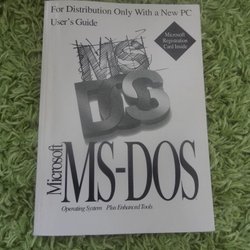 For Distribution Only With a New PC
User's Guide
Microsoft
Registration
Card Inside
MS
DOS
Microsoft
MS-DOS
Operating System Plus Enhanced Tools